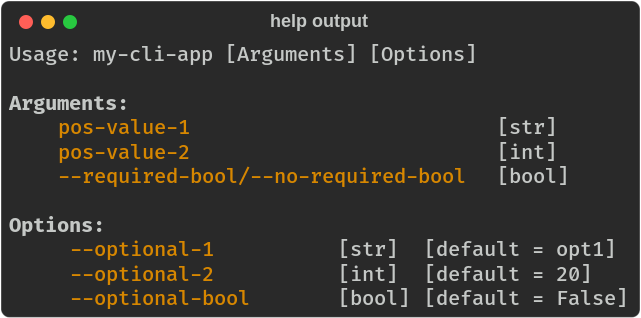 help output
Usage: my-cli-app [Arguments] [Options]
Arguments:
pos-value-1 [str]
pos-value-2 [int]
--required-bool/--no-required-bool [bool]
Options:
--optional-1 [str] [default = opt1]
--optional-2 [int] [default = 20]
--optional-bool [bool] [default = False]